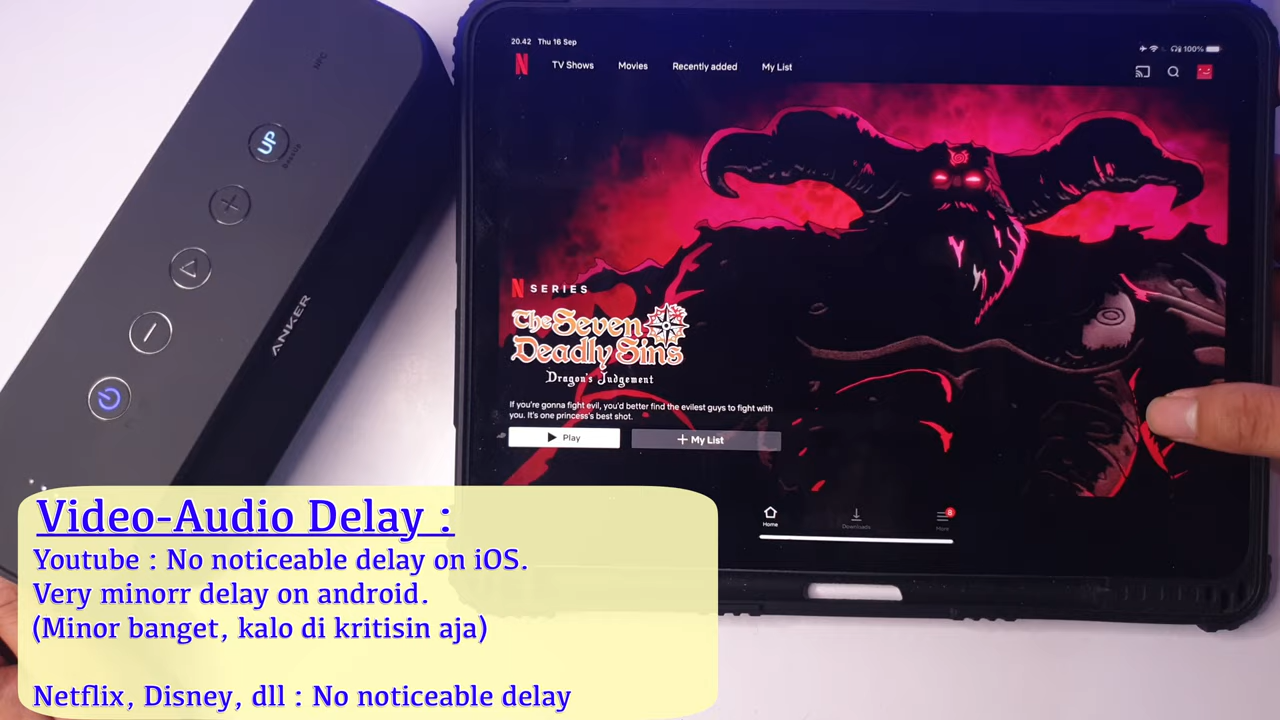 NFC
UP
BassUp
ANKER
20.42 Thu 16 Sep
100%
N
TV Shows
Movies
Recently added
My List
N SERIES
The Seven
Deadly Sins
Dragon's Judgement
If you're gonna fight evil, you'd better find the evilest guys to fight with
you. It's one princess's best shot.
Play
+ My List
Home
Downloads
More
8
Video-Audio Delay :
Youtube : No noticeable delay on iOS.
Very minorr delay on android.
(Minor banget, kalo di kritisin aja)
Netflix, Disney, dll : No noticeable delay